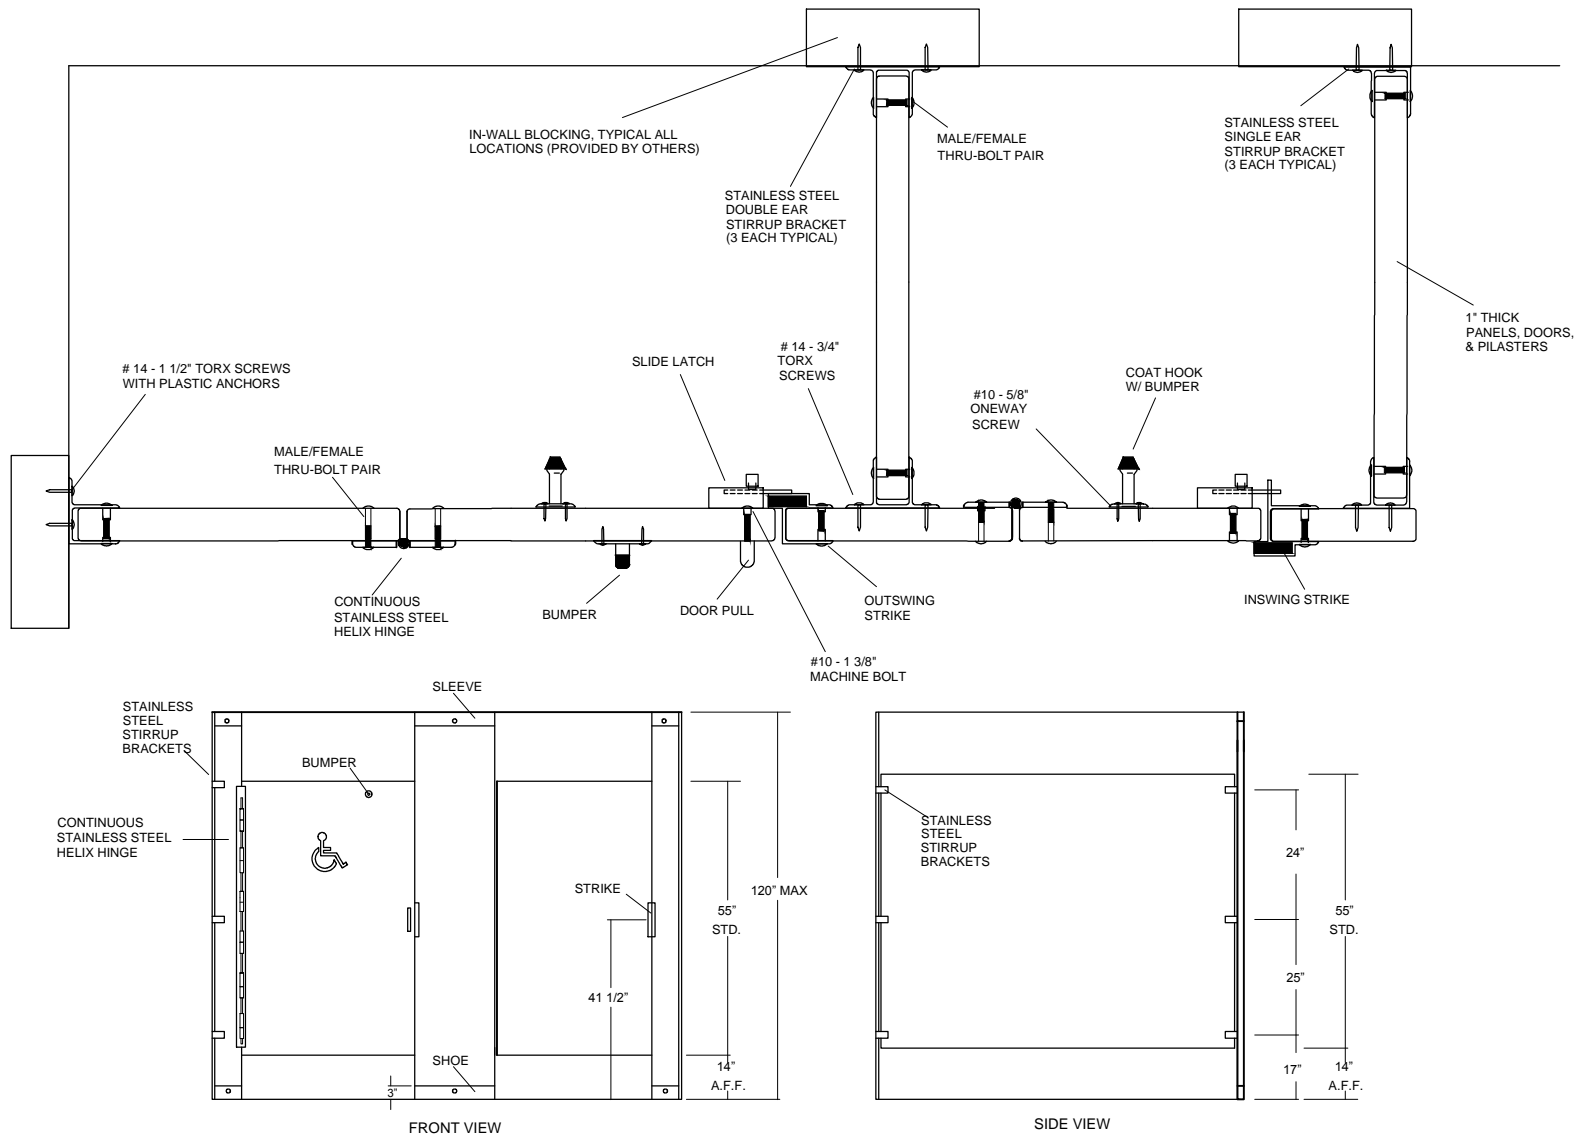 IN-WALL BLOCKING, TYPICAL ALL
LOCATIONS (PROVIDED BY OTHERS)
MALE/FEMALE
THRU-BOLT PAIR
STAINLESS STEEL
SINGLE EAR
STIRRUP BRACKET
(3 EACH TYPICAL)
STAINLESS STEEL
DOUBLE EAR
STIRRUP BRACKET
(3 EACH TYPICAL)
1" THICK
PANELS, DOORS,
& PILASTERS
# 14 - 1 1/2" TORX SCREWS
WITH PLASTIC ANCHORS
SLIDE LATCH
# 14 - 3/4"
TORX
SCREWS
COAT HOOK
W/ BUMPER
#10 - 5/8"
ONEWAY
SCREW
MALE/FEMALE
THRU-BOLT PAIR
CONTINUOUS
STAINLESS STEEL
HELIX HINGE
BUMPER
DOOR PULL
OUTSWING
STRIKE
INSWING STRIKE
#10 - 1 3/8"
MACHINE BOLT
SLEEVE
STAINLESS
STEEL
STIRRUP
BRACKETS
BUMPER
CONTINUOUS
STAINLESS STEEL
HELIX HINGE
STRIKE
120” MAX
55”
STD.
41 1/2”
SHOE
3”
14”
A.F.F.
FRONT VIEW
STAINLESS
STEEL
STIRRUP
BRACKETS
24”
55”
STD.
25”
17”
14”
A.F.F.
SIDE VIEW